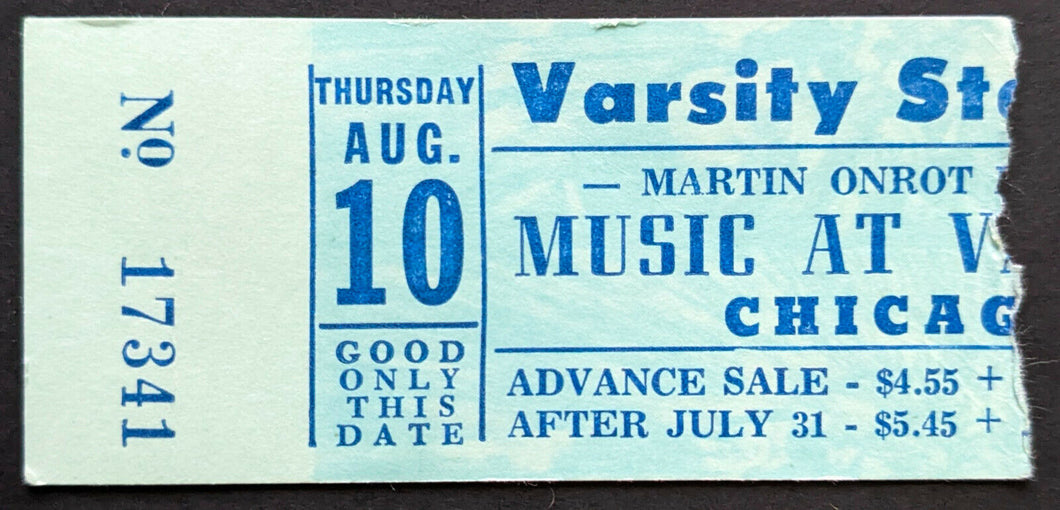 No. 17341
THURSDAY
AUG.
10
GOOD
ONLY
THIS
DATE
Varsity
— MARTIN ONROT
MUSIC AT
CHICAG
ADVANCE SALE - $4.55 +
AFTER JULY 31 - $5.45 +